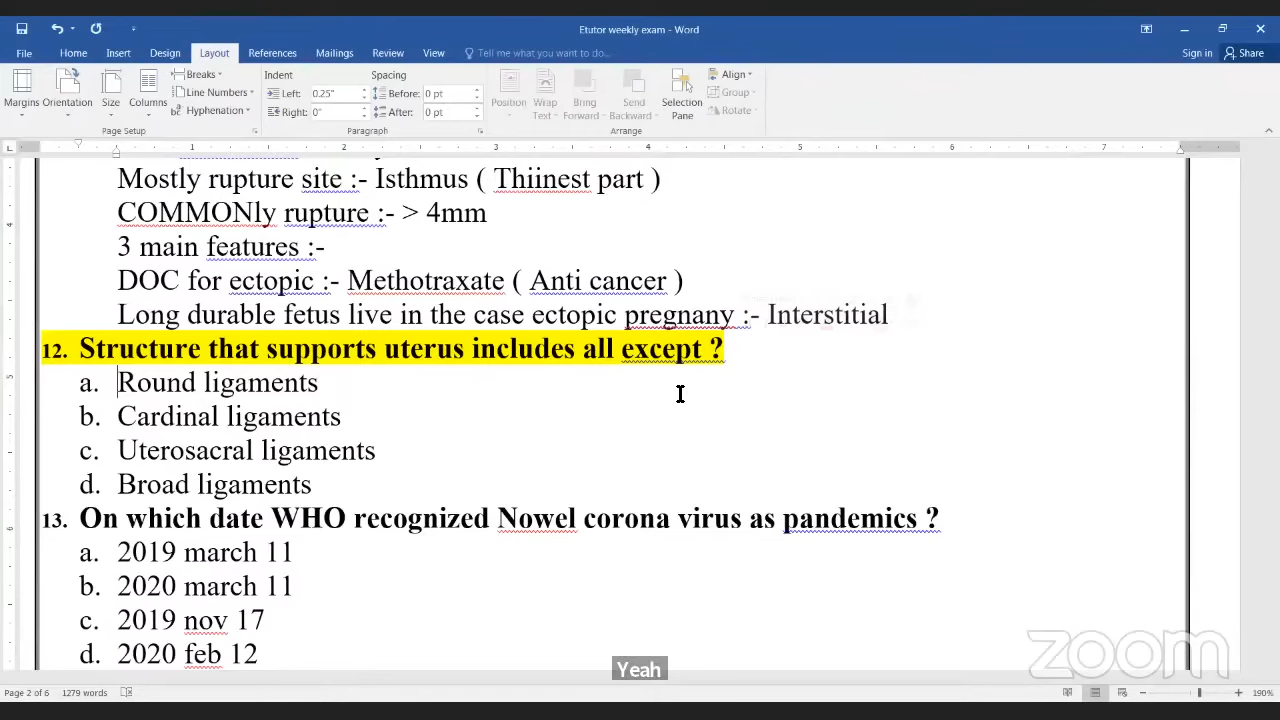 Etutor weekly exam - Word
File Home Insert Design Layout References Mailings Review View Tell me what you want to do... Sign in Share
Breaks Indent Spacing Align
Line Numbers Left: 0.25" Before: 0 pt Group
Hyphenation Right: 0" After: 0 pt Rotate
Margins Orientation Size Columns Position Wrap Text Bring Forward Send Backward Selection Pane
Page Setup Paragraph Arrange
1 2 3 4 5 6 7
Mostly rupture site :- Isthmus ( Thiinest part )
COMMONly rupture :- > 4mm
3 main features :-
DOC for ectopic :- Methotraxate ( Anti cancer )
Long durable fetus live in the case ectopic pregnany :- Interstitial
12. Structure that supports uterus includes all except ?
a. Round ligaments
b. Cardinal ligaments
c. Uterosacral ligaments
d. Broad ligaments
13. On which date WHO recognized Nowel corona virus as pandemics ?
a. 2019 march 11
b. 2020 march 11
c. 2019 nov 17
d. 2020 feb 12
zoom
Yeah
Page 2 of 6 1279 words 190%